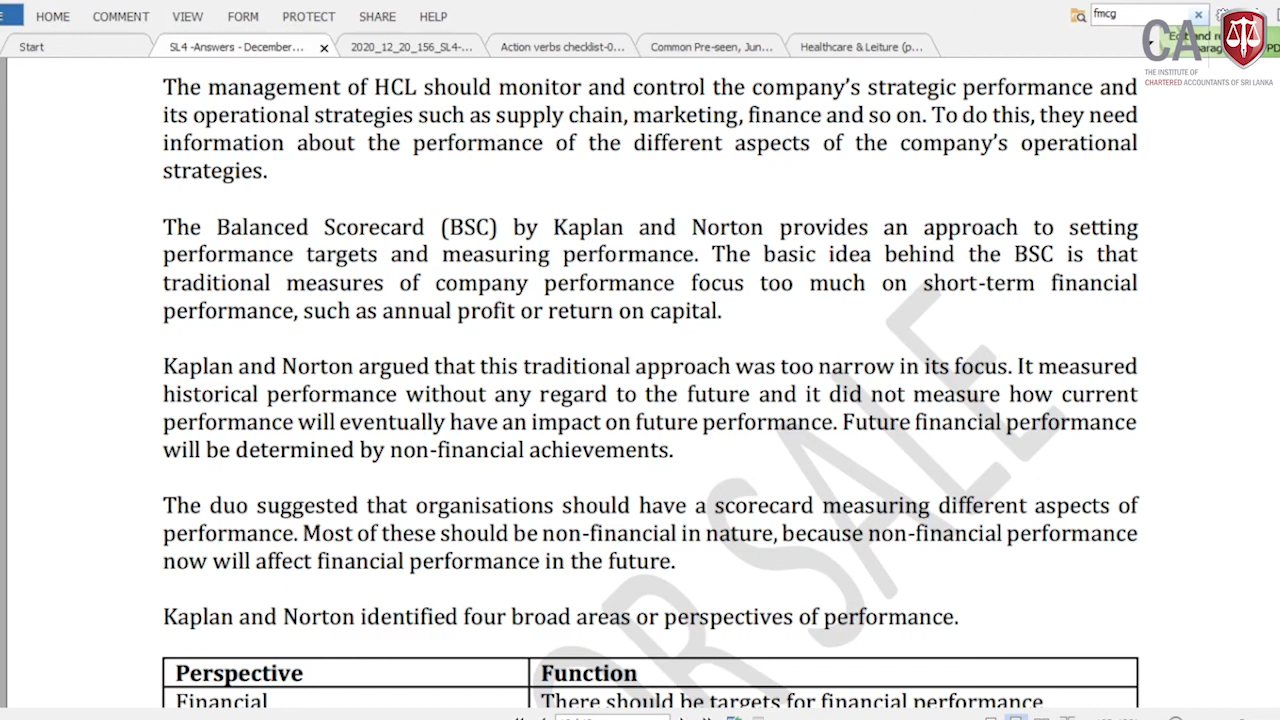 HOME COMMENT VIEW FORM PROTECT SHARE HELP
fmcg
Start
SL4 -Answers - December...
2020_12_20_156_SL4-...
Action verbs checklist-0...
Common Pre-seen, Jun...
Healthcare & Leiture (p...
CA
THE INSTITUTE OF
CHARTERED ACCOUNTANTS OF SRI LANKA
The management of HCL should monitor and control the company's strategic performance and
its operational strategies such as supply chain, marketing, finance and so on. To do this, they need
information about the performance of the different aspects of the company's operational
strategies.
The Balanced Scorecard (BSC) by Kaplan and Norton provides an approach to setting
performance targets and measuring performance. The basic idea behind the BSC is that
traditional measures of company performance focus too much on short-term financial
performance, such as annual profit or return on capital.
Kaplan and Norton argued that this traditional approach was too narrow in its focus. It measured
historical performance without any regard to the future and it did not measure how current
performance will eventually have an impact on future performance. Future financial performance
will be determined by non-financial achievements.
The duo suggested that organisations should have a scorecard measuring different aspects of
performance. Most of these should be non-financial in nature, because non-financial performance
now will affect financial performance in the future.
Kaplan and Norton identified four broad areas or perspectives of performance.
Perspective Function
Financial There should be targets for financial performance
OR SALE